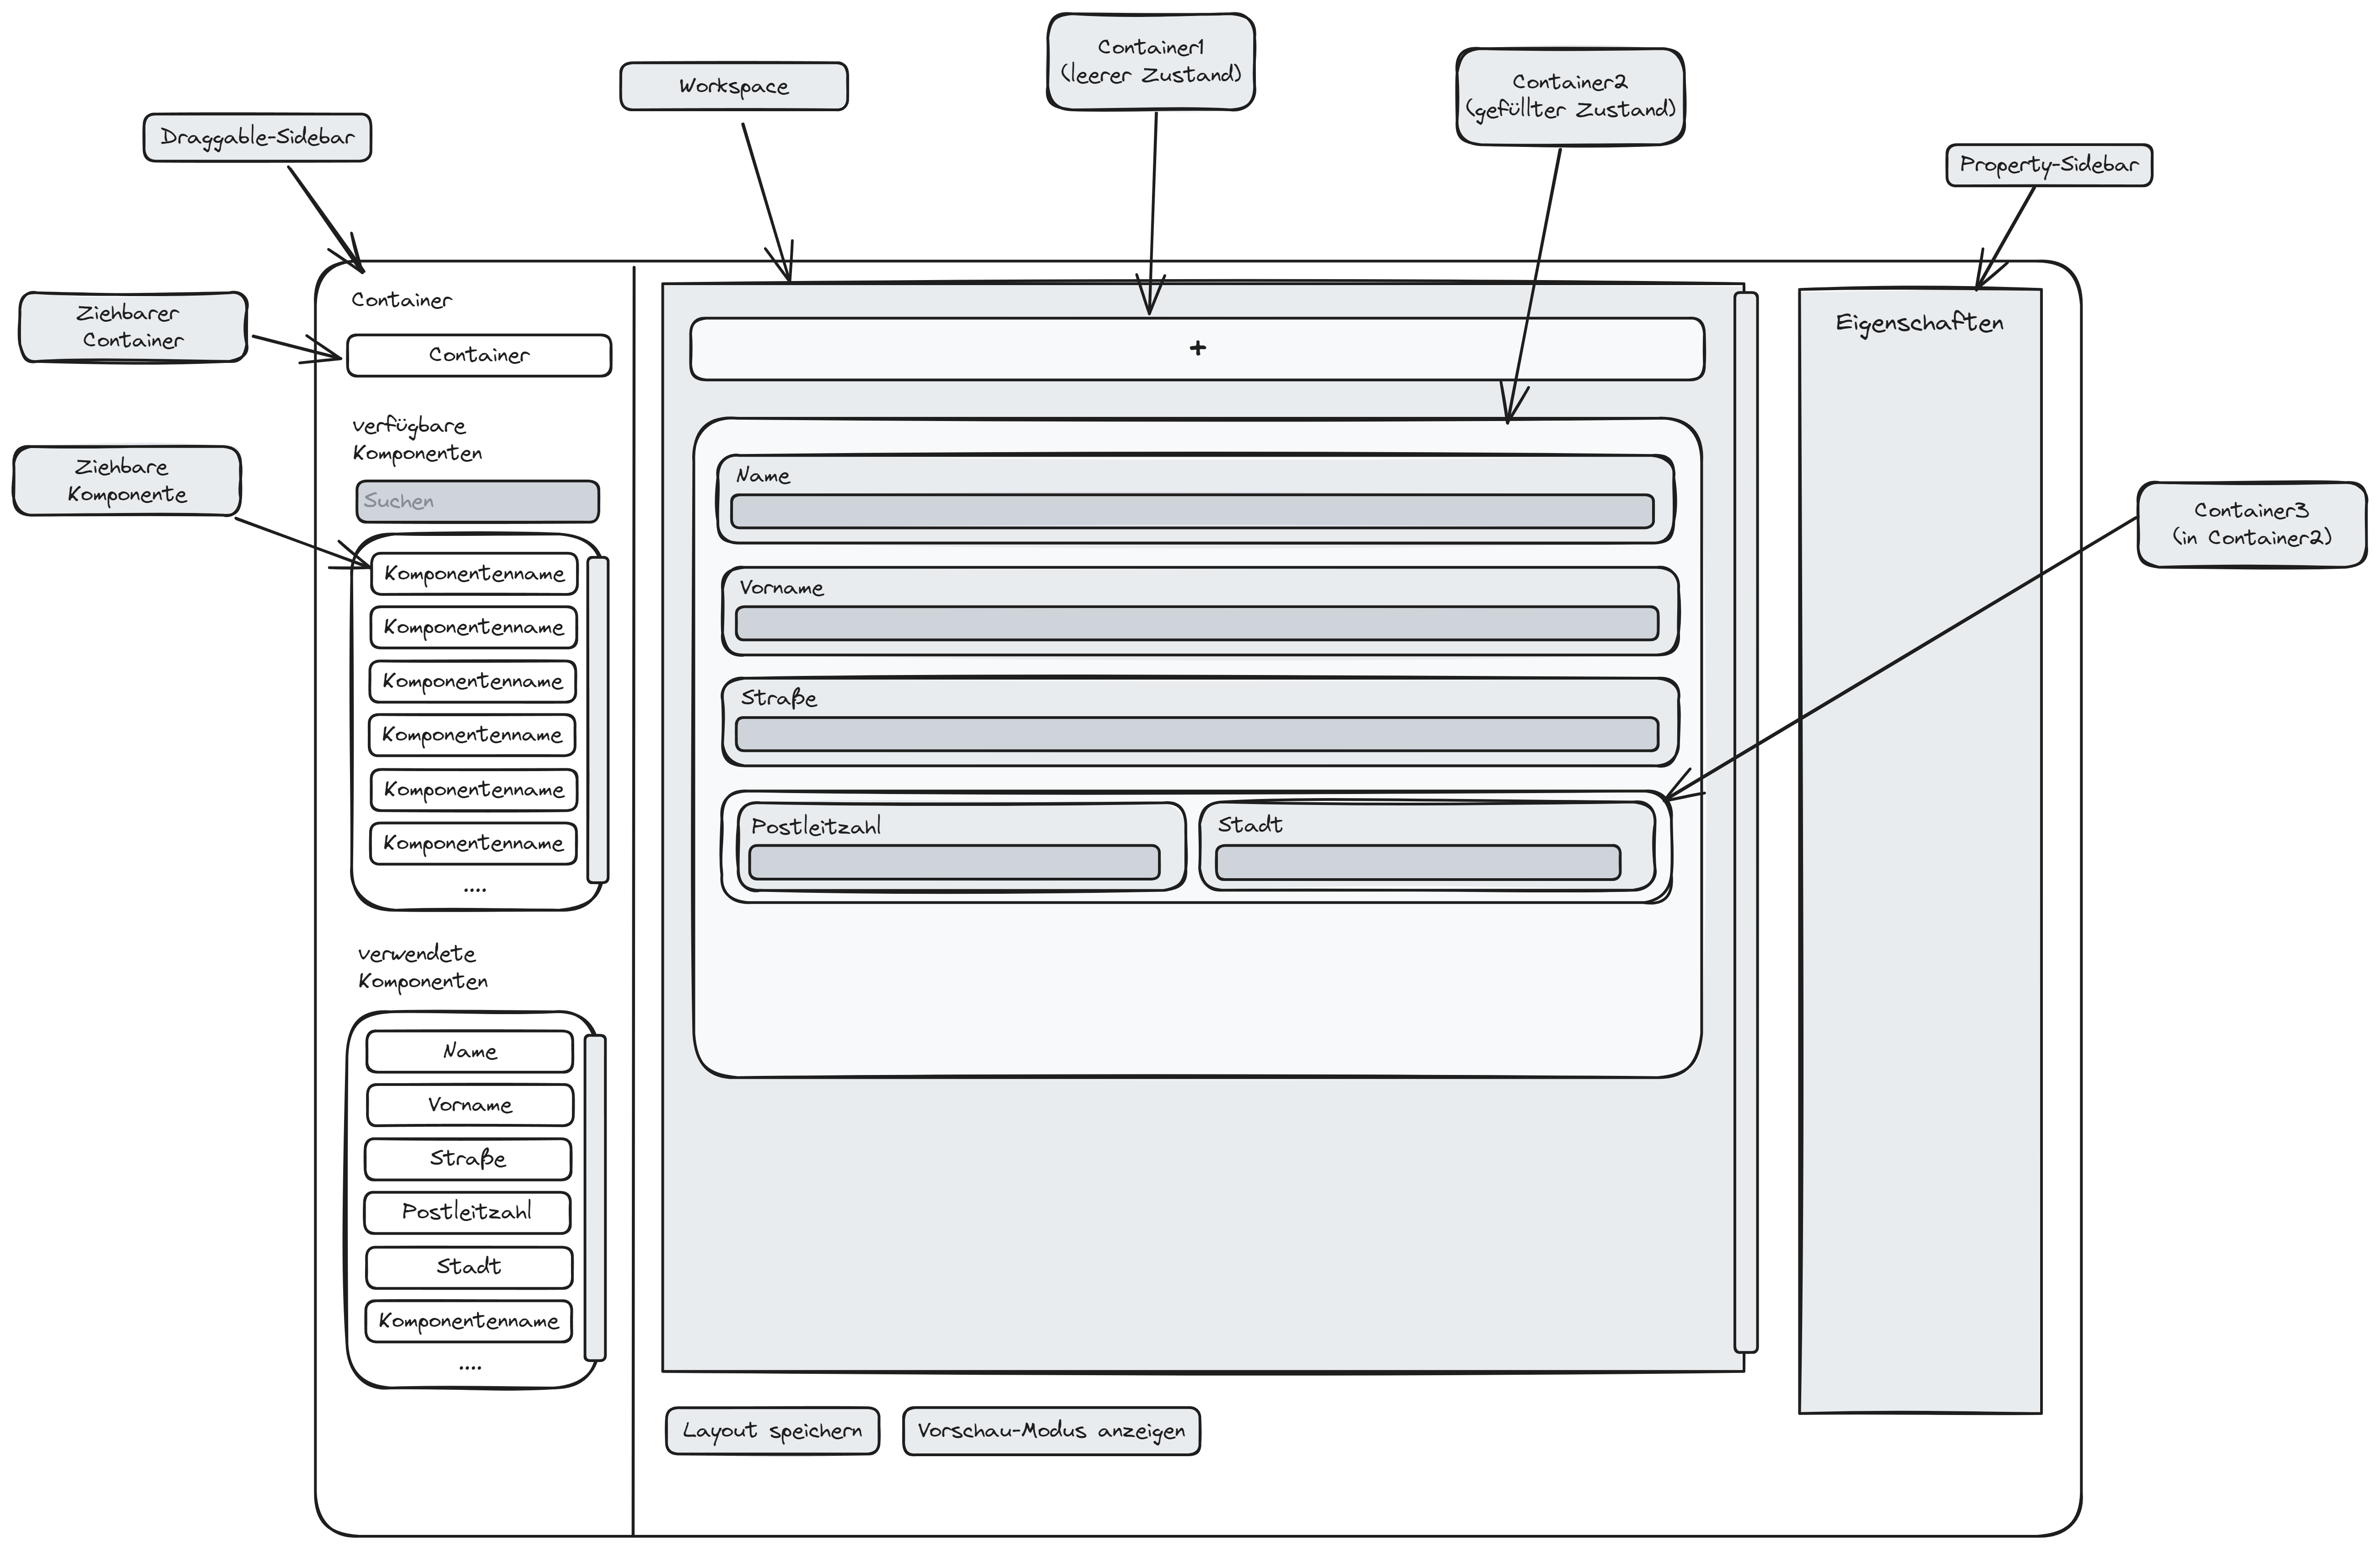 Container1
(leerer Zustand)
Container2
(gefüllter Zustand)
Workspace
Draggable-Sidebar
Property-Sidebar
Ziehbarer
Container
Ziehbare
Komponente
Container3
(in Container2)
Container
Container
verfügbare
Komponenten
Suchen
Komponentenname
Komponentenname
Komponentenname
Komponentenname
Komponentenname
Komponentenname
....
verwendete
Komponenten
Name
Vorname
Straße
Postleitzahl
Stadt
Komponentenname
....
+
Name
Vorname
Straße
Postleitzahl
Stadt
Layout speichern
Vorschau-Modus anzeigen
Eigenschaften